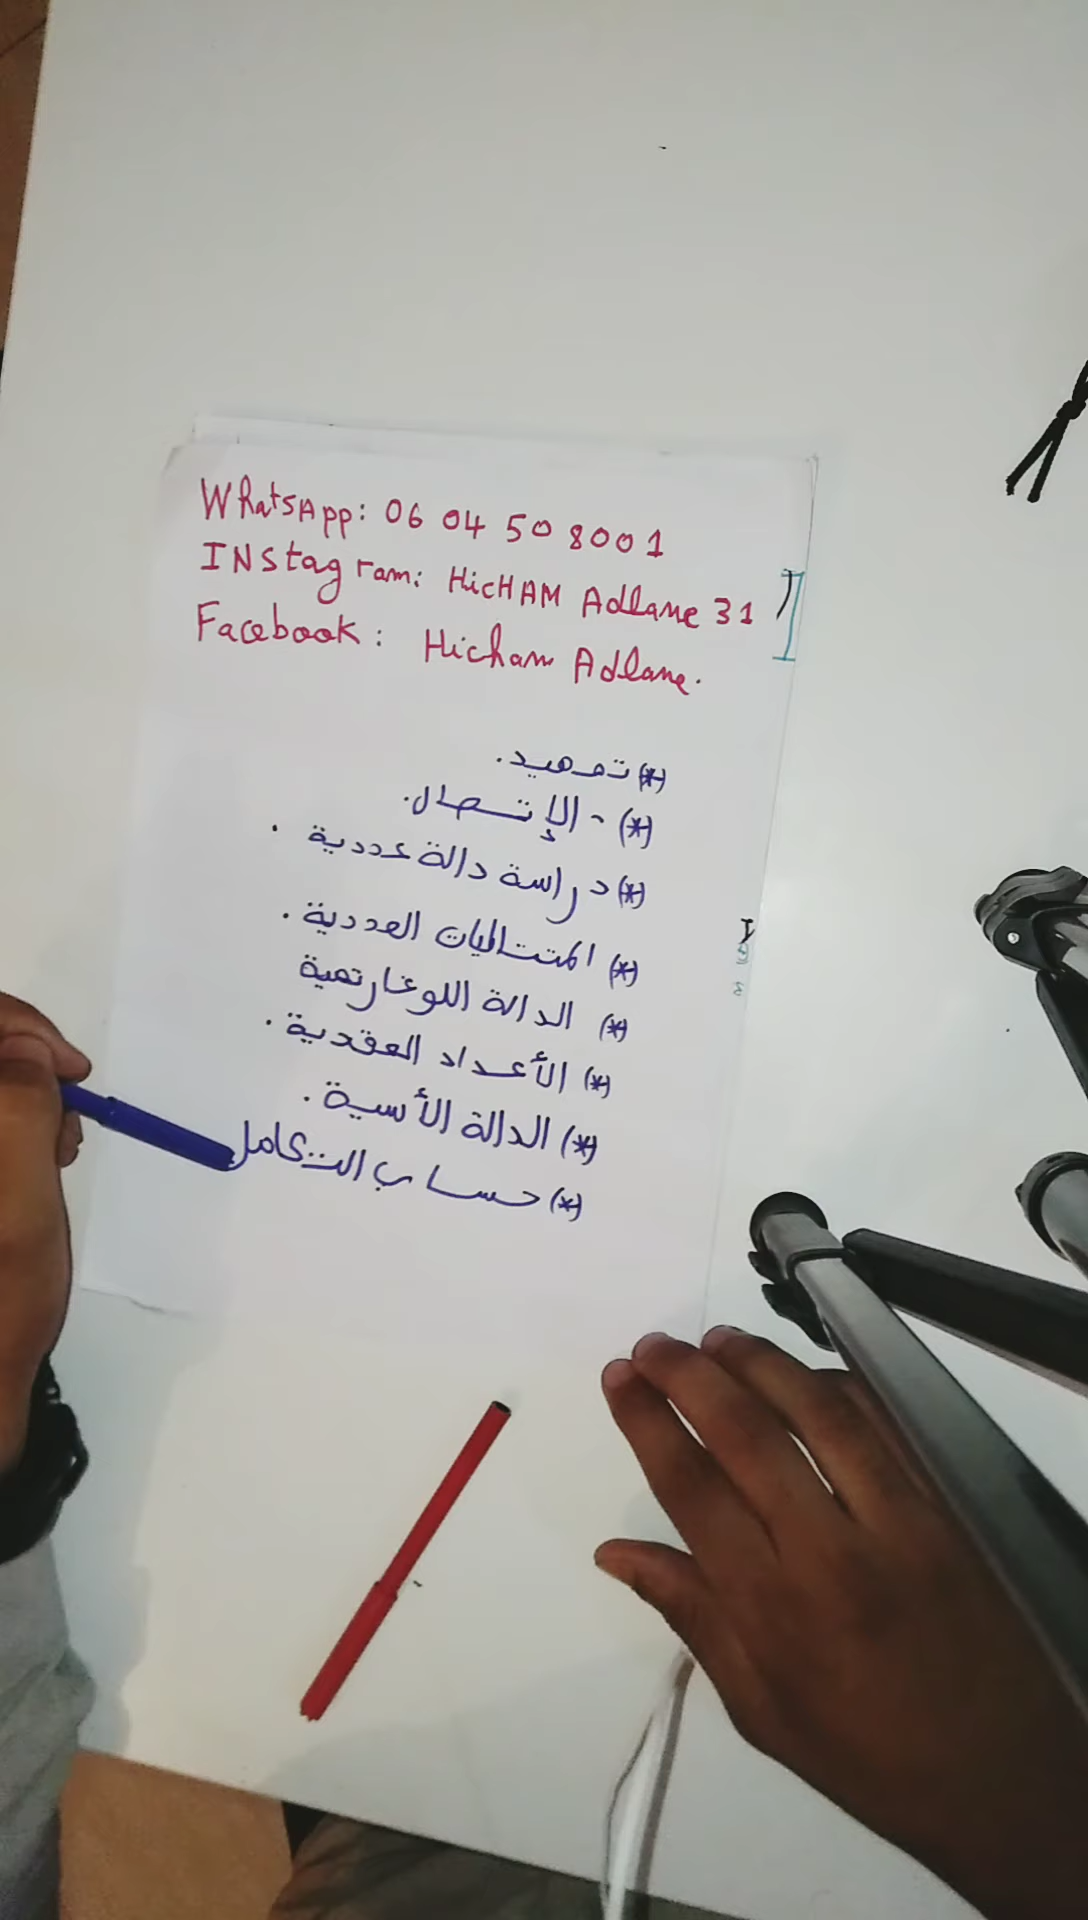 WhatsApp: 06 04 50 8001
INStagram: HicHAM Adlane 31
Facebook: Hicham Adlane.
(*) تمهيد.
(*) - الإتصال.
(*) دراسة دالة عددية.
(*) المتتاليات العددية.
(*) الدالة اللوغارتمية
(*) الأعداد العقدية.
(*) الدالة الأسية.
(*) حساب التكامل